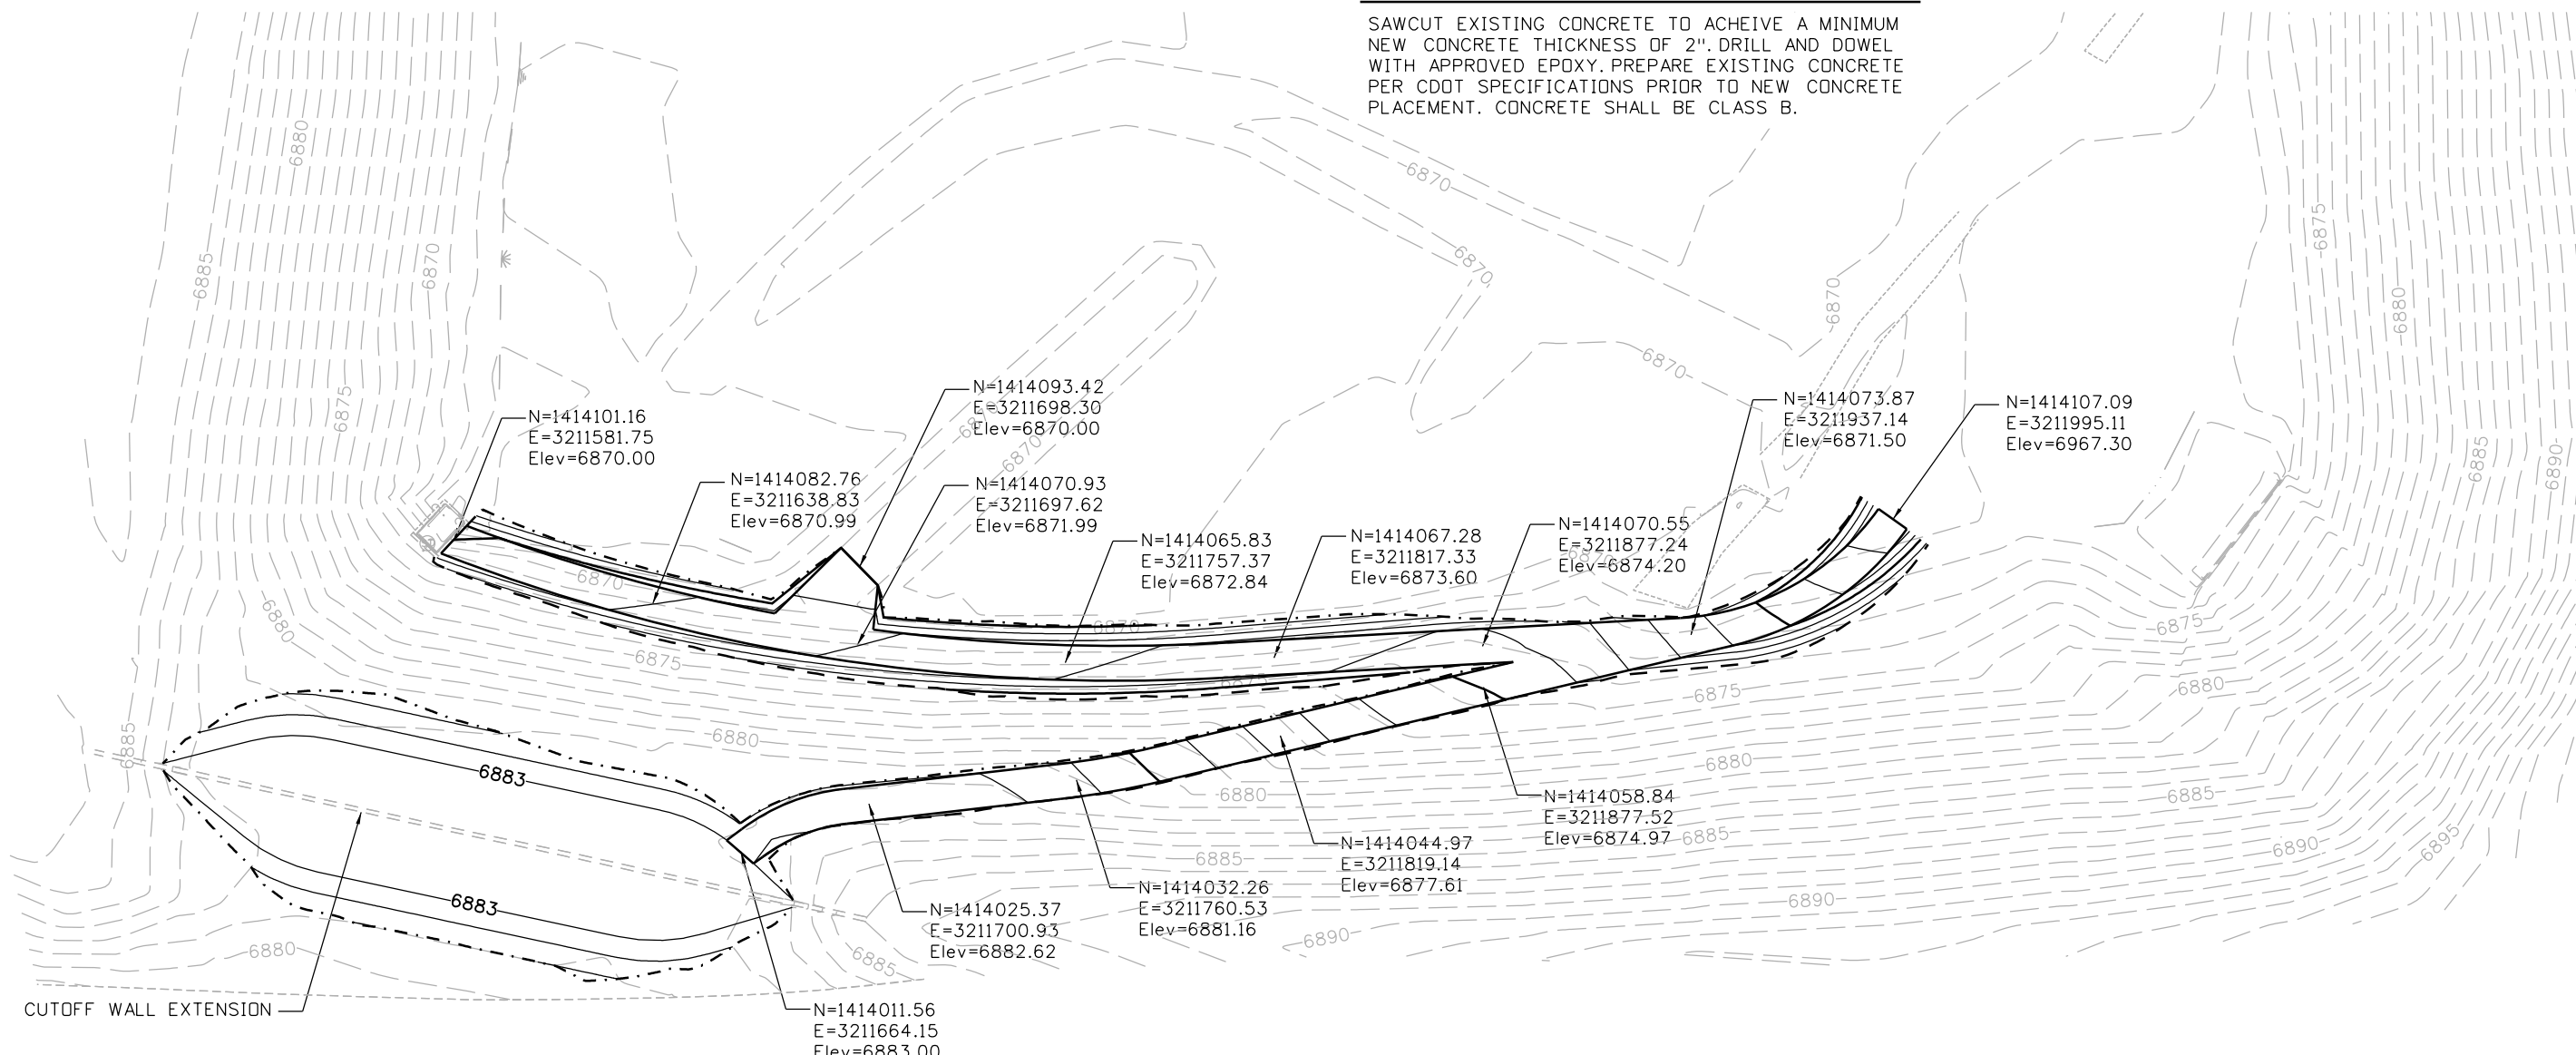 SAWCUT EXISTING CONCRETE TO ACHEIVE A MINIMUM
NEW CONCRETE THICKNESS OF 2". DRILL AND DOWEL
WITH APPROVED EPOXY. PREPARE EXISTING CONCRETE
PER CDOT SPECIFICATIONS PRIOR TO NEW CONCRETE
PLACEMENT. CONCRETE SHALL BE CLASS B.
6880
6870
6875
6885
6870
6870
6870
6880
6875
6870
N=1414093.42
E=3211698.30
Elev=6870.00
N=1414073.87
E=3211937.14
Elev=6871.50
N=1414107.09
E=3211995.11
Elev=6967.30
N=1414101.16
E=3211581.75
Elev=6870.00
6870
6870
6885
6890
N=1414082.76
E=3211638.83
Elev=6870.99
N=1414070.93
E=3211697.62
Elev=6871.99
N=1414065.83
E=3211757.37
Elev=6872.84
N=1414067.28
E=3211817.33
Elev=6873.60
N=1414070.55
E=3211877.24
Elev=6874.20
6870
6870
6880
6870
6875
6875
6875
6875
6880
6885
6880
6880
6883
6880
6885
N=1414058.84
E=3211877.52
Elev=6874.97
6885
6885
6890
6895
N=1414044.97
E=3211819.14
Elev=6877.61
N=1414032.26
E=3211760.53
Elev=6881.16
N=1414025.37
E=3211700.93
Elev=6882.62
6883
6890
6890
6880
6885
CUTOFF WALL EXTENSION
N=1414011.56
E=3211664.15
Elev=6883.00